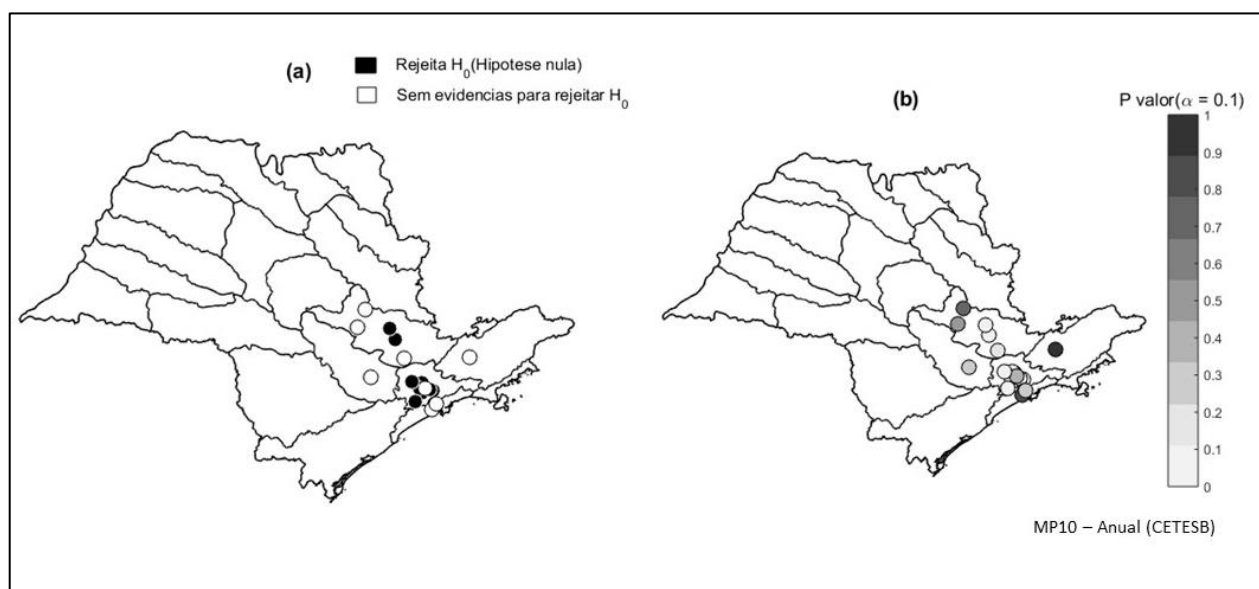 (a)
Rejeita H0(Hipotese nula)
Sem evidencias para rejeitar H0
(b)
P valor(α = 0.1)
1
0.9
0.8
0.7
0.6
0.5
0.4
0.3
0.2
0.1
0
MP10 – Anual (CETESB)